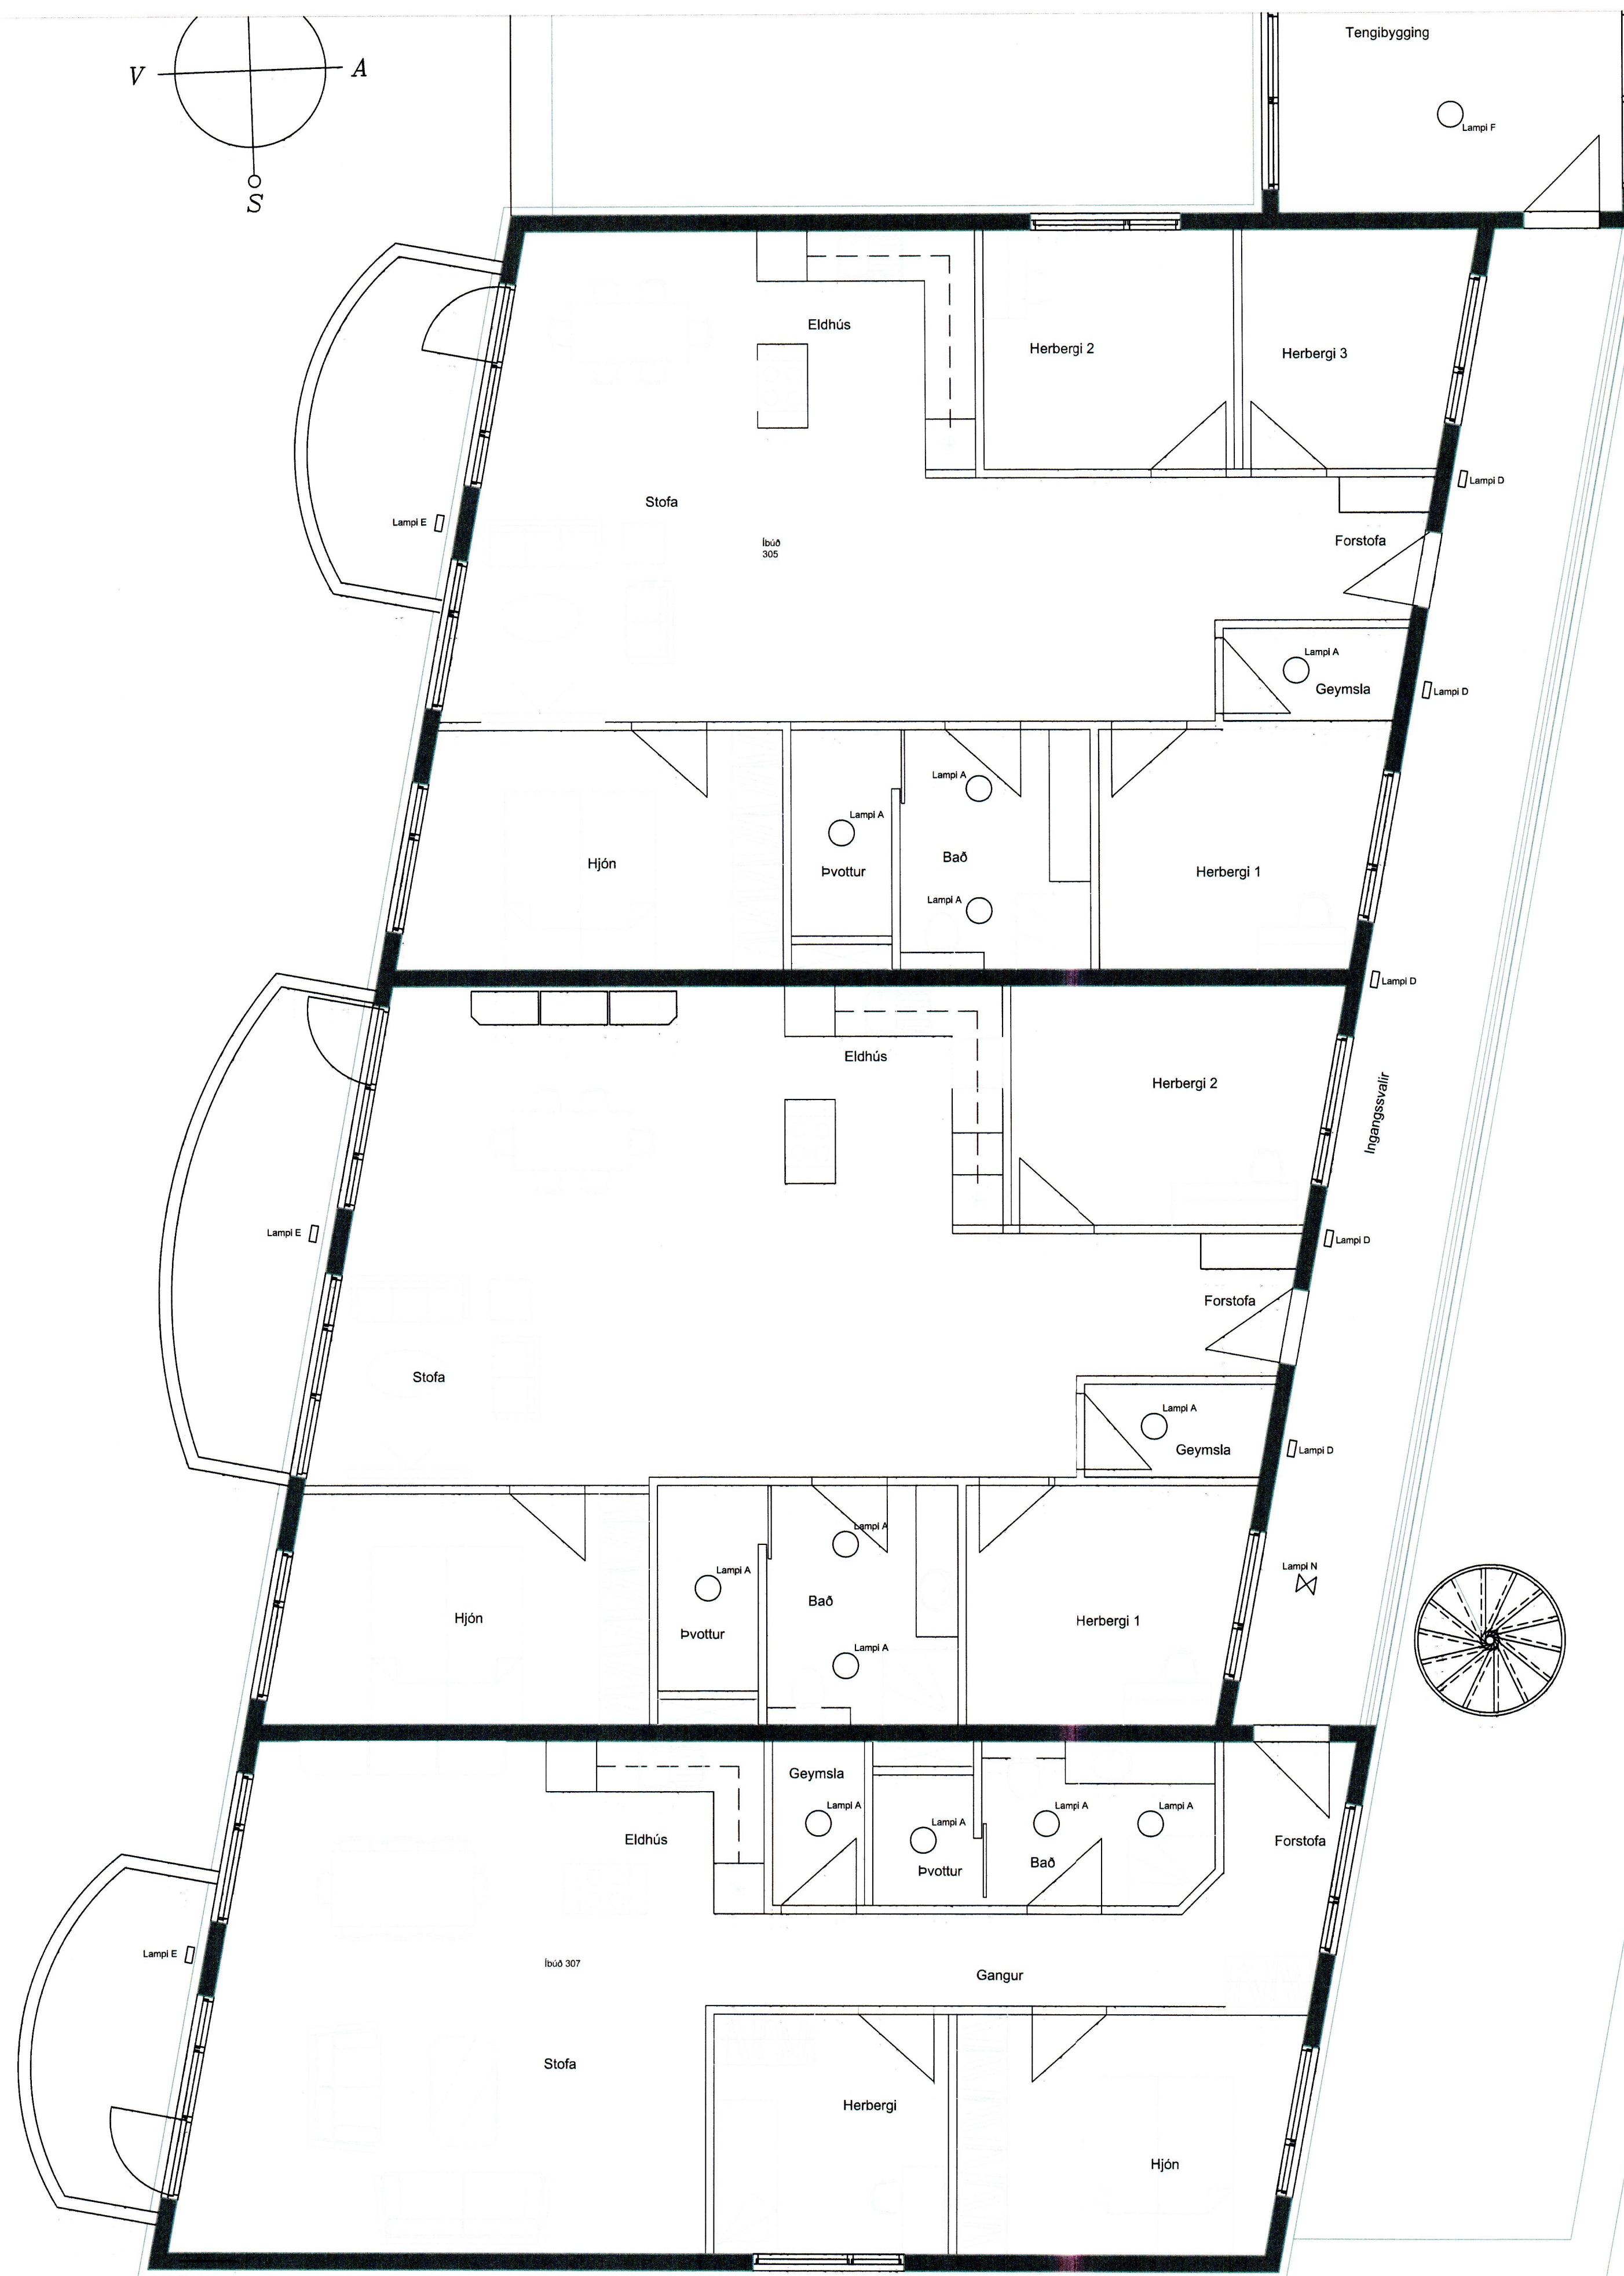 Tengibygging
V
A
Lampi F
S
Eldhús
Herbergi 2
Herbergi 3
Lampi D
Stofa
Lampi E
Íbúð
305
Forstofa
Lampi A
Geymsla
Lampi D
Lampi A
Lampi A
Hjón
Þvottur
Bað
Herbergi 1
Lampi A
Lampi D
Eldhús
Herbergi 2
Ingangssvalir
Lampi E
Lampi D
Forstofa
Stofa
Lampi A
Geymsla
Lampi D
Lampi A
Lampi N
Lampi A
Bað
Hjón
Þvottur
Herbergi 1
Lampi A
Geymsla
Lampi A
Lampi A
Lampi A
Lampi A
Eldhús
Forstofa
Þvottur
Bað
Lampi E
Íbúð 307
Gangur
Stofa
Herbergi
Hjón